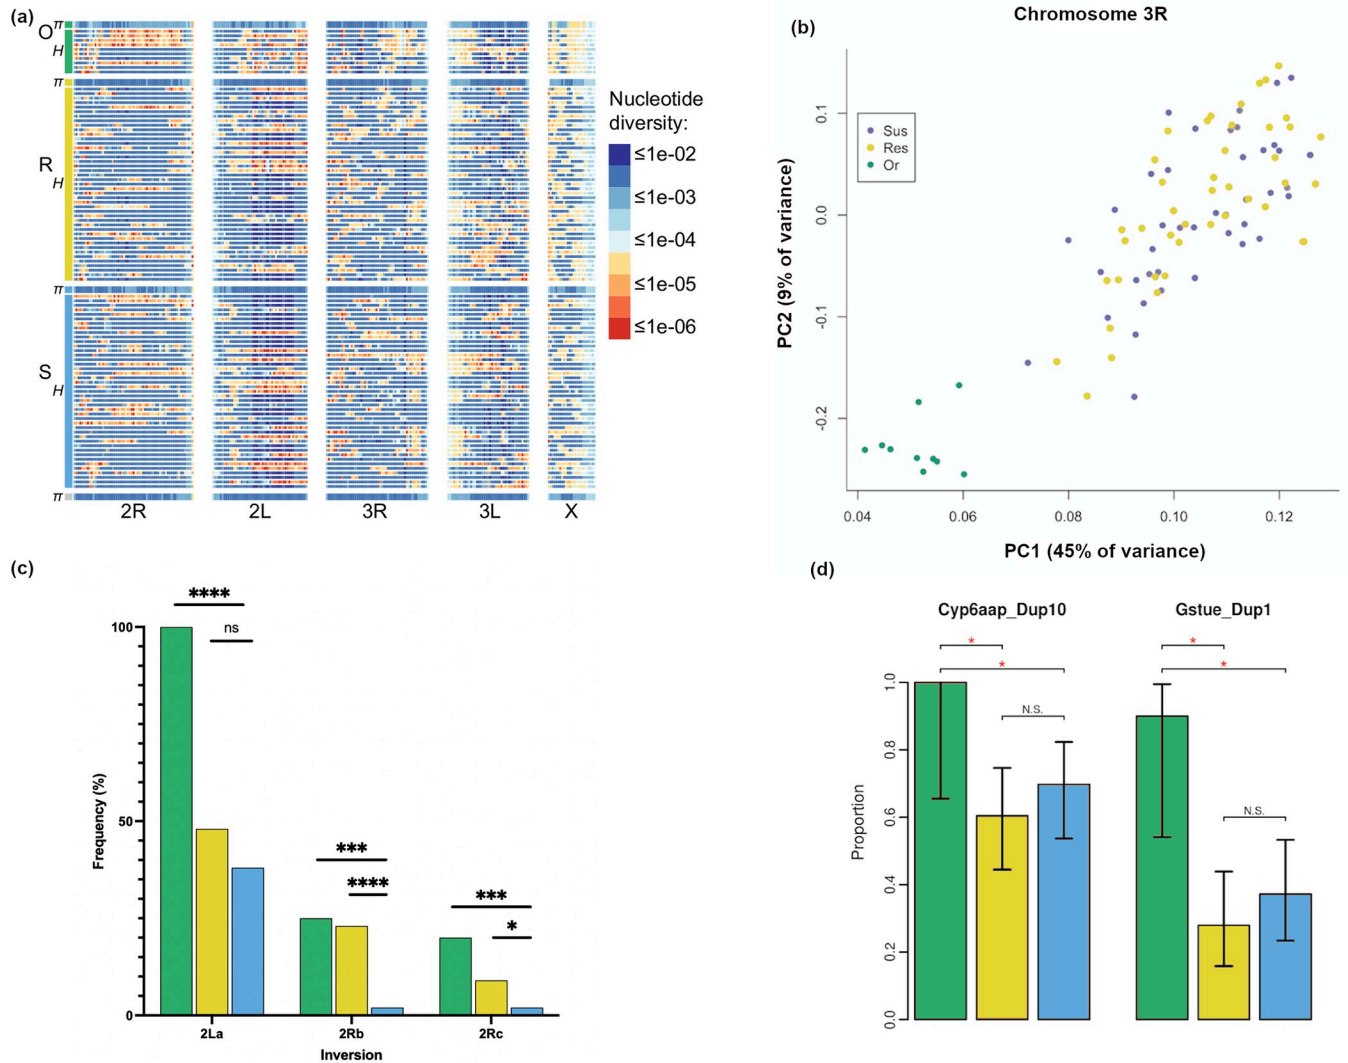 (a)
π
O
H
π
R
H
π
S
H
π
2R 2L 3R 3L X
Nucleotide
diversity:
≤1e-02
≤1e-03
≤1e-04
≤1e-05
≤1e-06
(b)
Chromosome 3R
PC2 (9% of variance)
0.1
0.0
-0.1
-0.2
Sus
Res
Or
0.04 0.06 0.08 0.10 0.12
PC1 (45% of variance)
(c)
Frequency (%)
100
50
0
****
ns
***
****
***
*
2La 2Rb 2Rc
Inversion
(d)
Cyp6aap_Dup10 Gstue_Dup1
* *
* *
N.S.
N.S.
Proportion
1.0
0.8
0.6
0.4
0.2
0.0